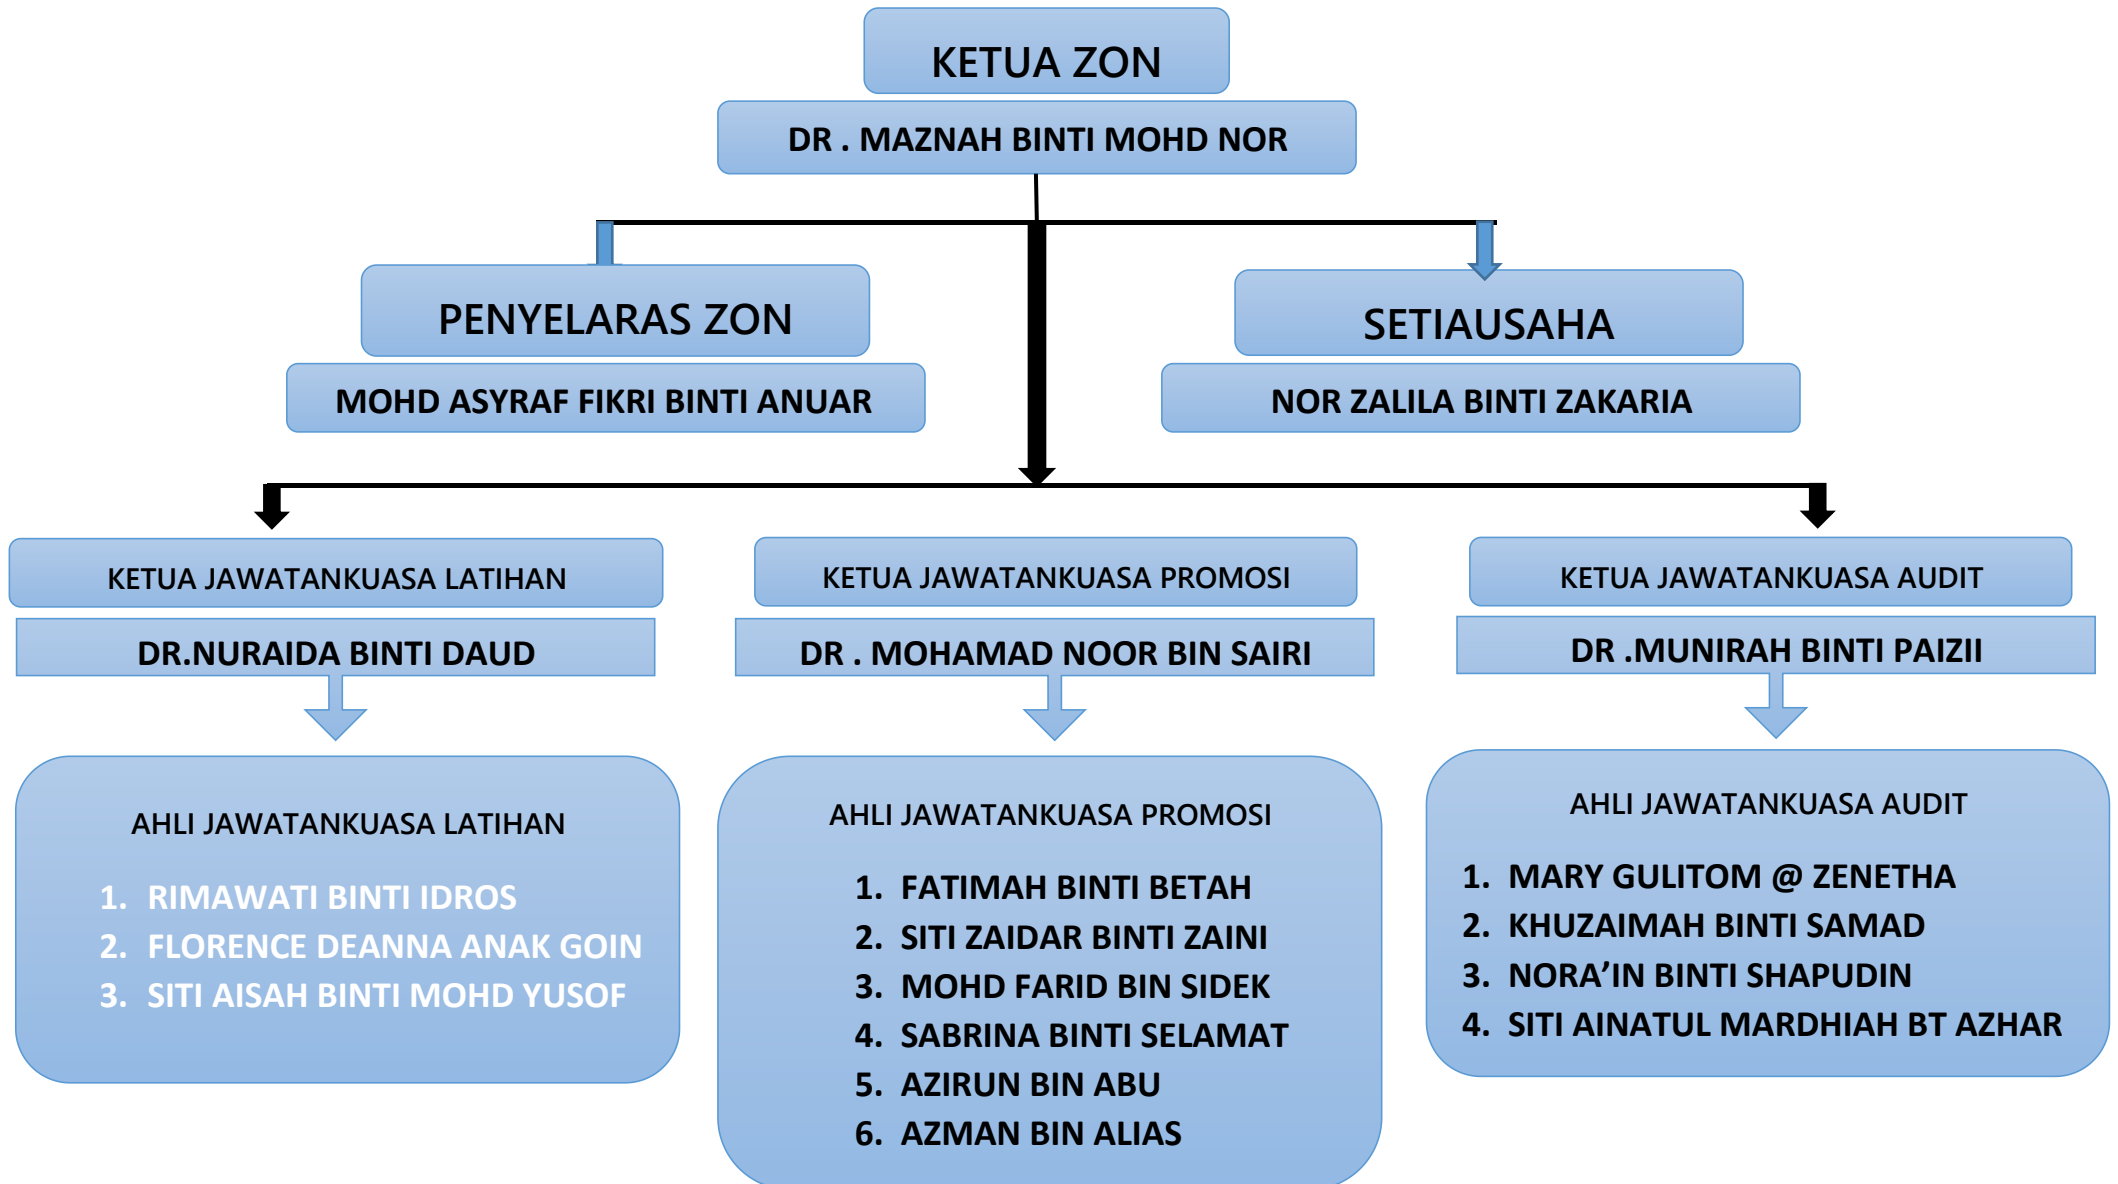 KETUA ZON
DR . MAZNAH BINTI MOHD NOR
PENYELARAS ZON
MOHD ASYRAF FIKRI BINTI ANUAR
SETIAUSAHA
NOR ZALILA BINTI ZAKARIA
KETUA JAWATANKUASA LATIHAN
DR.NURAIDA BINTI DAUD
AHLI JAWATANKUASA LATIHAN
1. RIMAWATI BINTI IDROS
2. FLORENCE DEANNA ANAK GOIN
3. SITI AISAH BINTI MOHD YUSOF
KETUA JAWATANKUASA PROMOSI
DR . MOHAMAD NOOR BIN SAIRI
AHLI JAWATANKUASA PROMOSI
1. FATIMAH BINTI BETAH
2. SITI ZAIDAR BINTI ZAINI
3. MOHD FARID BIN SIDEK
4. SABRINA BINTI SELAMAT
5. AZIRUN BIN ABU
6. AZMAN BIN ALIAS
KETUA JAWATANKUASA AUDIT
DR .MUNIRAH BINTI PAIZII
AHLI JAWATANKUASA AUDIT
1. MARY GULITOM @ ZENETHA
2. KHUZAIMAH BINTI SAMAD
3. NORA’IN BINTI SHAPUDIN
4. SITI AINATUL MARDHIAH BT AZHAR